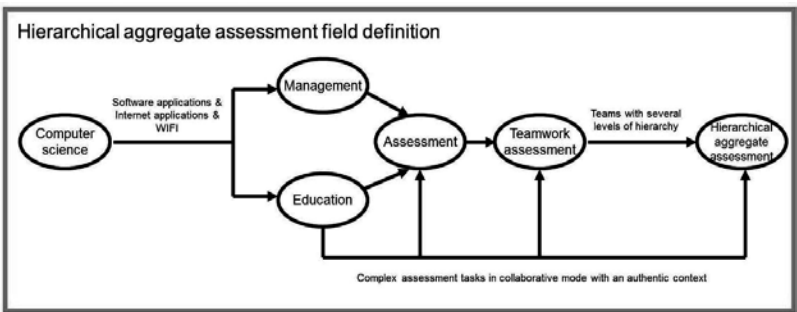 Hierarchical aggregate assessment field definition
Software applications &
Internet applications &
WIFI
Computer
science
Management
Education
Assessment
Teamwork
assessment
Teams with several
levels of hierarchy
Hierarchical
aggregate
assessment
Complex assessment tasks in collaborative mode with an authentic context